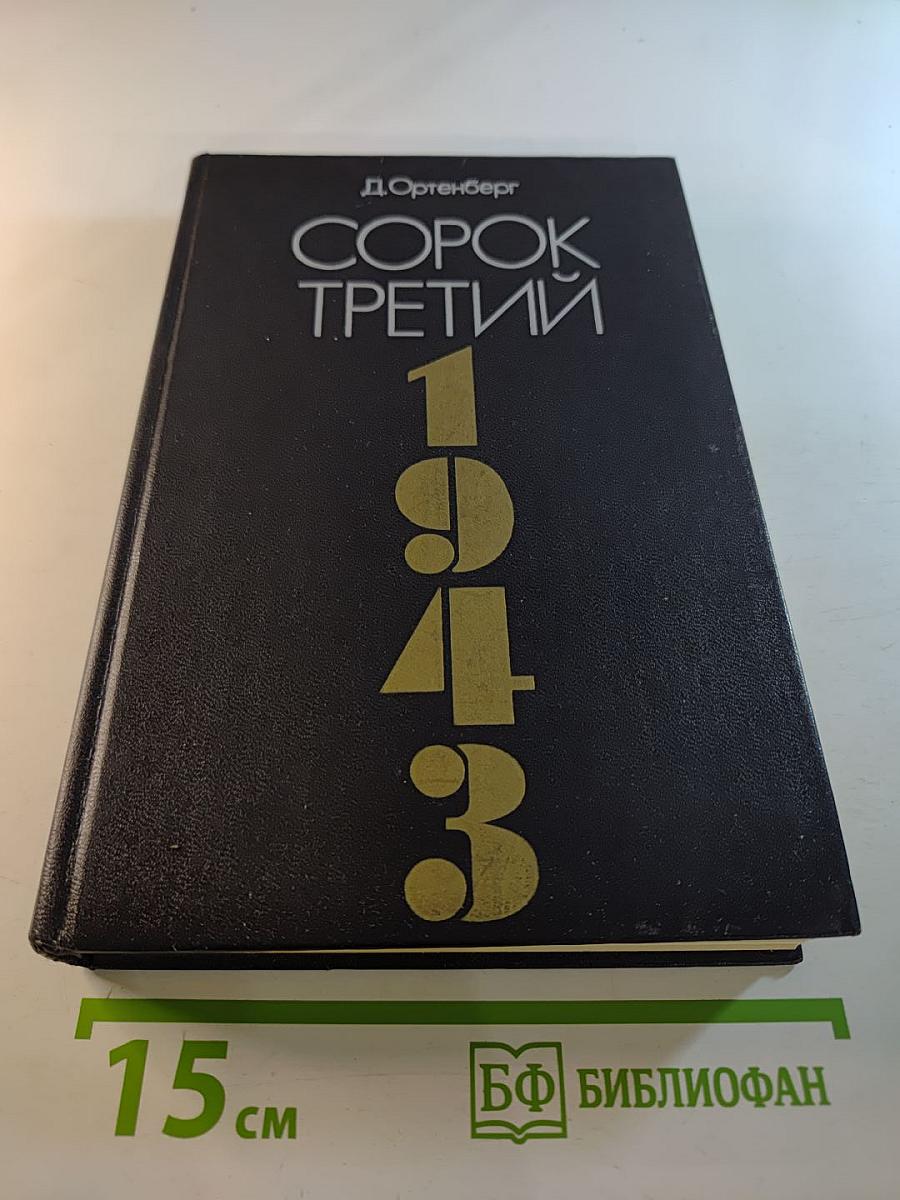 Д. Ортенберг
СОРОК
ТРЕТИЙ
1
9
4
3
15 см
БФ БИБЛИОФАН